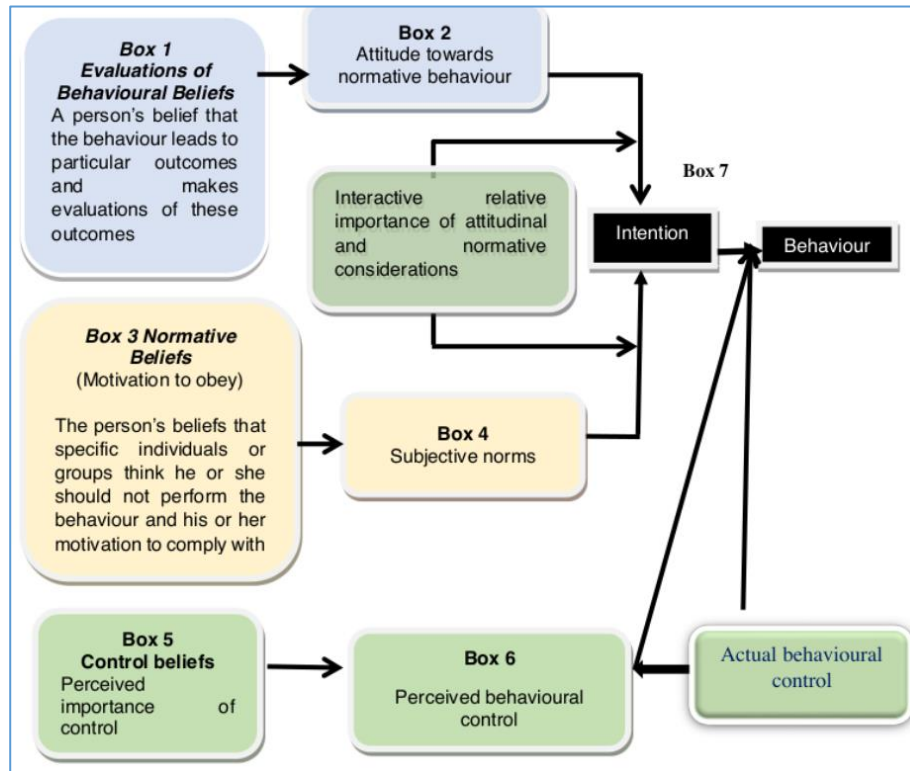 Box 1
Evaluations of
Behavioural Beliefs
A person's belief that
the behaviour leads to
particular outcomes
and makes
evaluations of these
outcomes
Box 2
Attitude towards
normative behaviour
Interactive relative
importance of attitudinal
and normative
considerations
Box 7
Intention
Behaviour
Box 3 Normative
Beliefs
(Motivation to obey)
The person's beliefs that
specific individuals or
groups think he or she
should not perform the
behaviour and his or her
motivation to comply with
Box 4
Subjective norms
Box 5
Control beliefs
Perceived
importance of
control
Box 6
Perceived behavioural
control
Actual behavioural
control